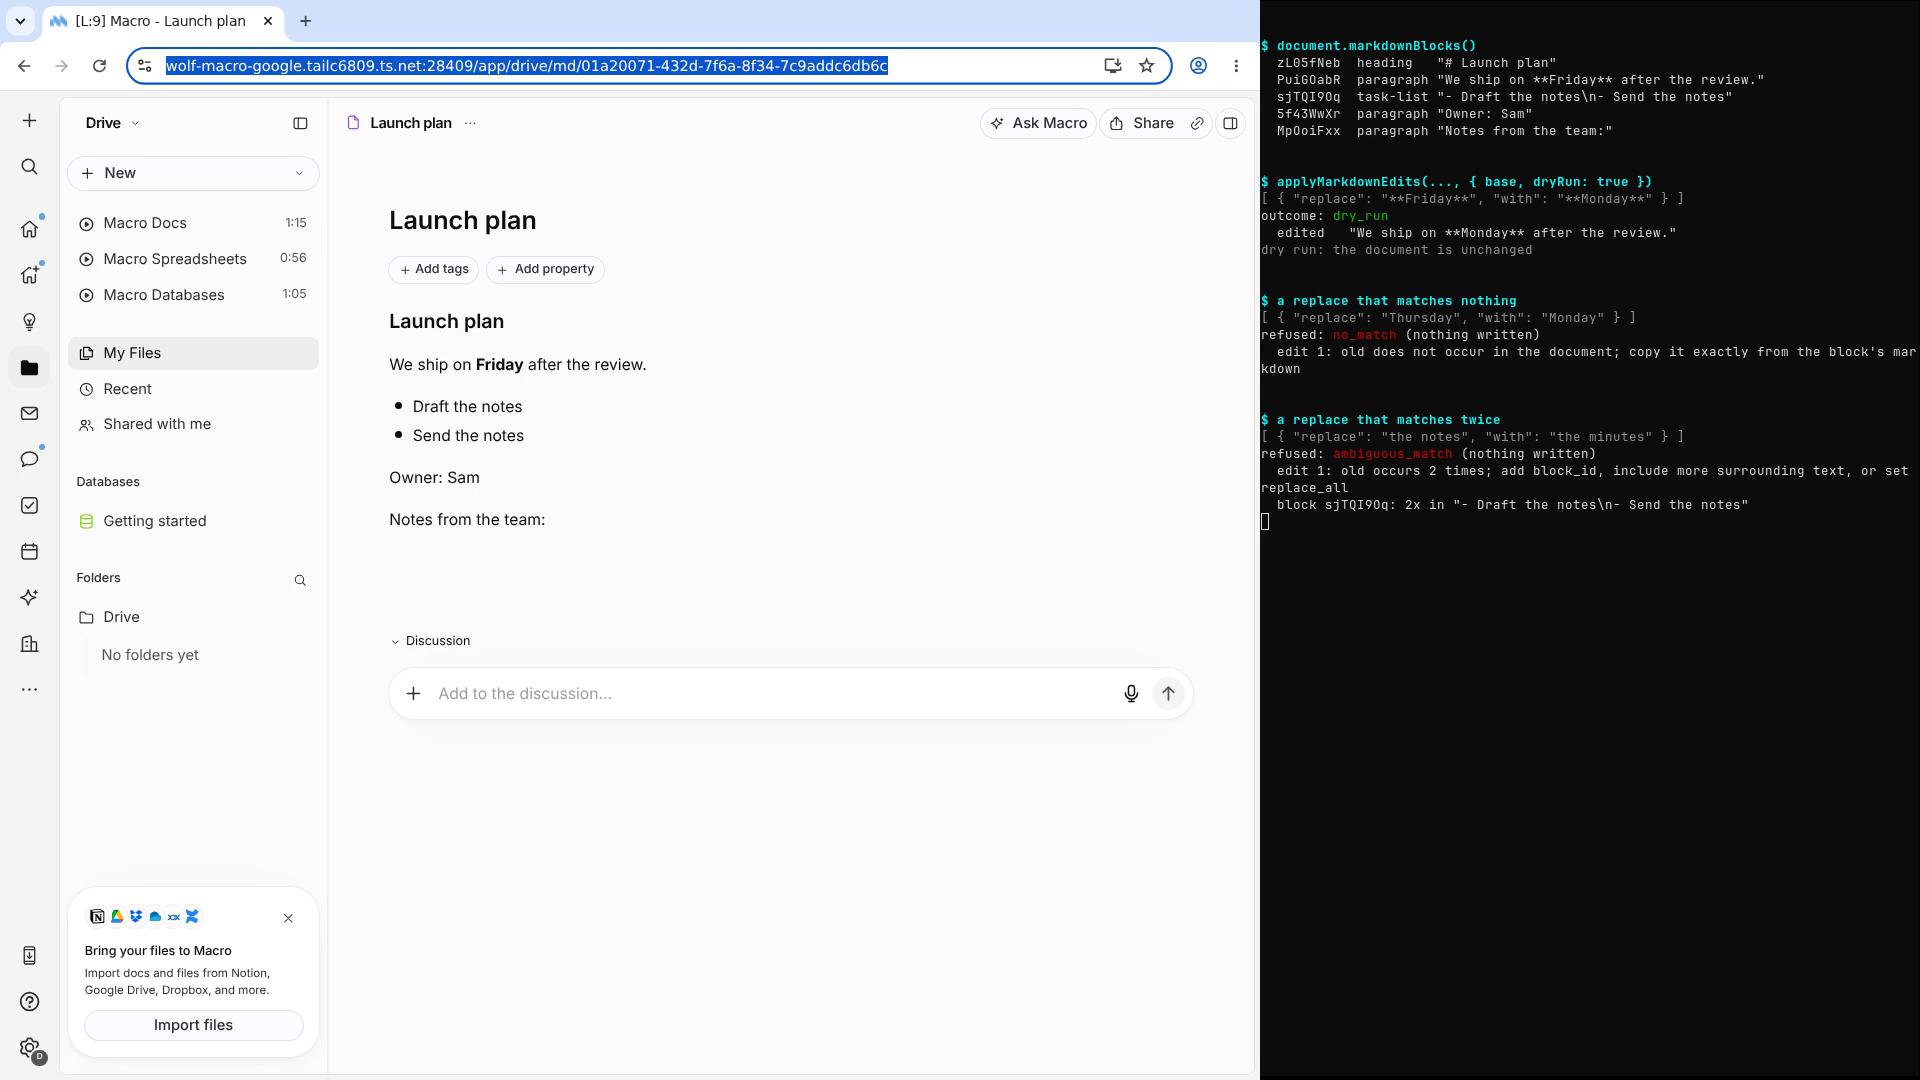 [L:9] Macro - Launch plan
wolf-macro-google.tailc6809.ts.net:28409/app/drive/md/01a20071-432d-7f6a-8f34-7c9addc6db6c
Drive
New
Macro Docs 1:15
Macro Spreadsheets 0:56
Macro Databases 1:05
My Files
Recent
Shared with me
Databases
Getting started
Folders
Drive
No folders yet
Bring your files to Macro
Import docs and files from Notion,
Google Drive, Dropbox, and more.
Import files
D
Launch plan
Ask Macro
Share
Launch plan
Add tags
Add property
Launch plan
We ship on Friday after the review.
Draft the notes
Send the notes
Owner: Sam
Notes from the team:
Discussion
Add to the discussion...
$ document.markdownBlocks()
zL05fNeb heading "# Launch plan"
PuiGOabR paragraph "We ship on **Friday** after the review."
sjTQI9Oq task-list "- Draft the notes\n- Send the notes"
5f43WwXr paragraph "Owner: Sam"
MpOoiFxx paragraph "Notes from the team:"
$ applyMarkdownEdits(..., { base, dryRun: true })
[ { "replace": "**Friday**", "with": "**Monday**" } ]
outcome: dry_run
edited "We ship on **Monday** after the review."
dry run: the document is unchanged
$ a replace that matches nothing
[ { "replace": "Thursday", "with": "Monday" } ]
refused: no_match (nothing written)
edit 1: old does not occur in the document; copy it exactly from the block's mar
kdown
$ a replace that matches twice
[ { "replace": "the notes", "with": "the minutes" } ]
refused: ambiguous_match (nothing written)
edit 1: old occurs 2 times; add block_id, include more surrounding text, or set
replace_all
block sjTQI9Oq: 2x in "- Draft the notes\n- Send the notes"